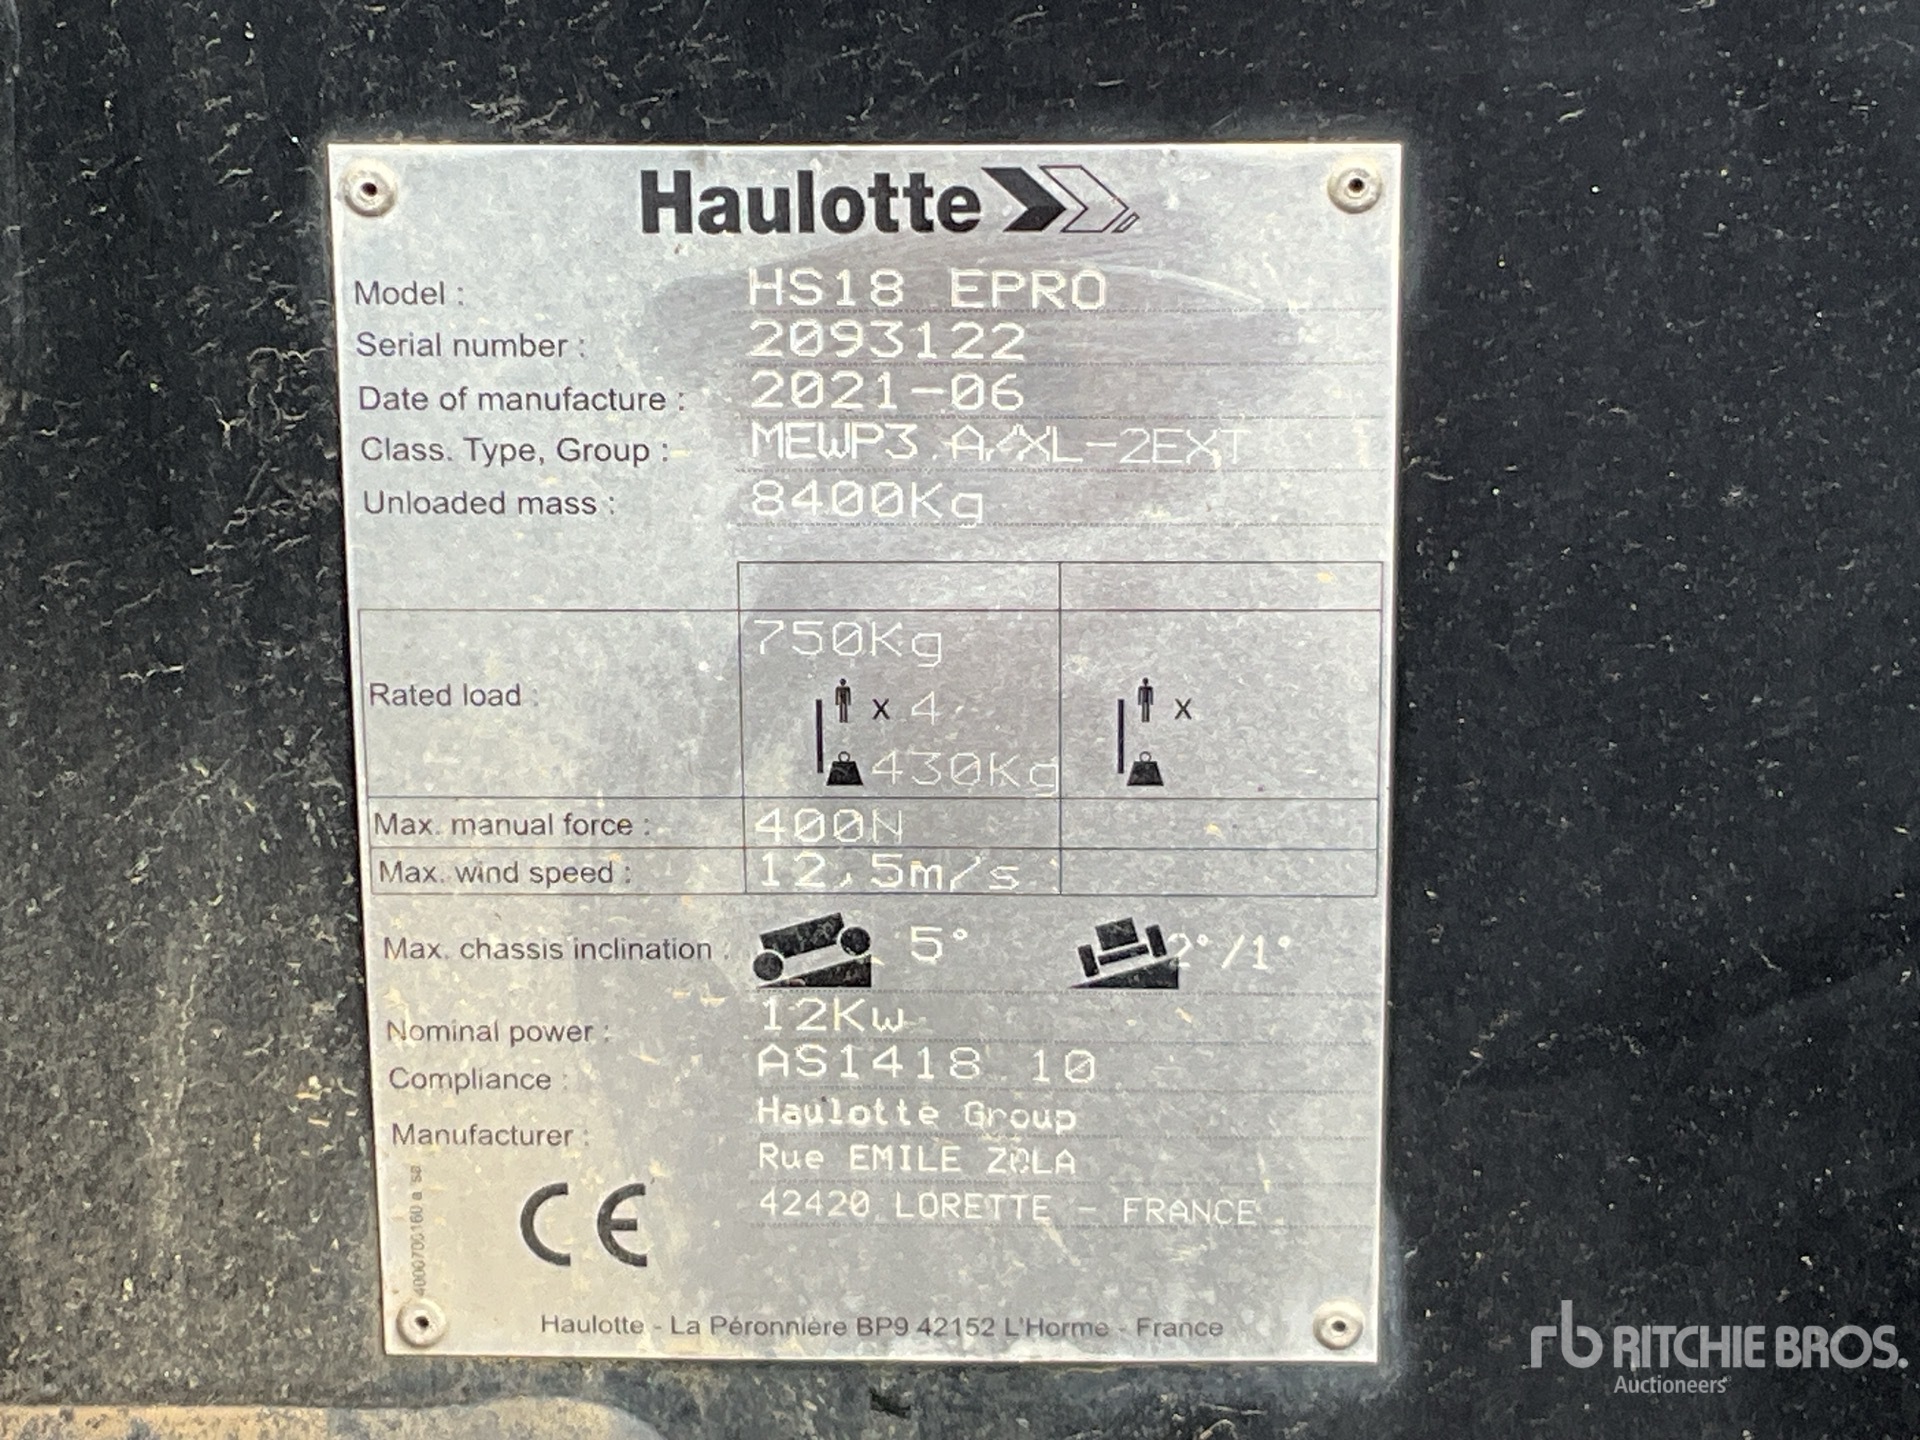 Haulotte
Model : HS18 EPRO
Serial number : 2093122
Date of manufacture : 2021-06
Class. Type, Group : MEWP3.A/XL-2EXT
Unloaded mass : 8400Kg
750Kg
Rated load : x 4 x
430Kg
Max. manual force : 400N
Max. wind speed : 12.5m/s
Max. chassis inclination : 5° 2°/1°
Nominal power : 12Kw
Compliance : AS1418.10
Manufacturer : Haulotte Group
Rue EMILE ZOLA
42420 LORETTE - FRANCE
CE
Haulotte - La Péronnière BP9 42152 L'Horme - France
rb RITCHIE BROS.
Auctioneers